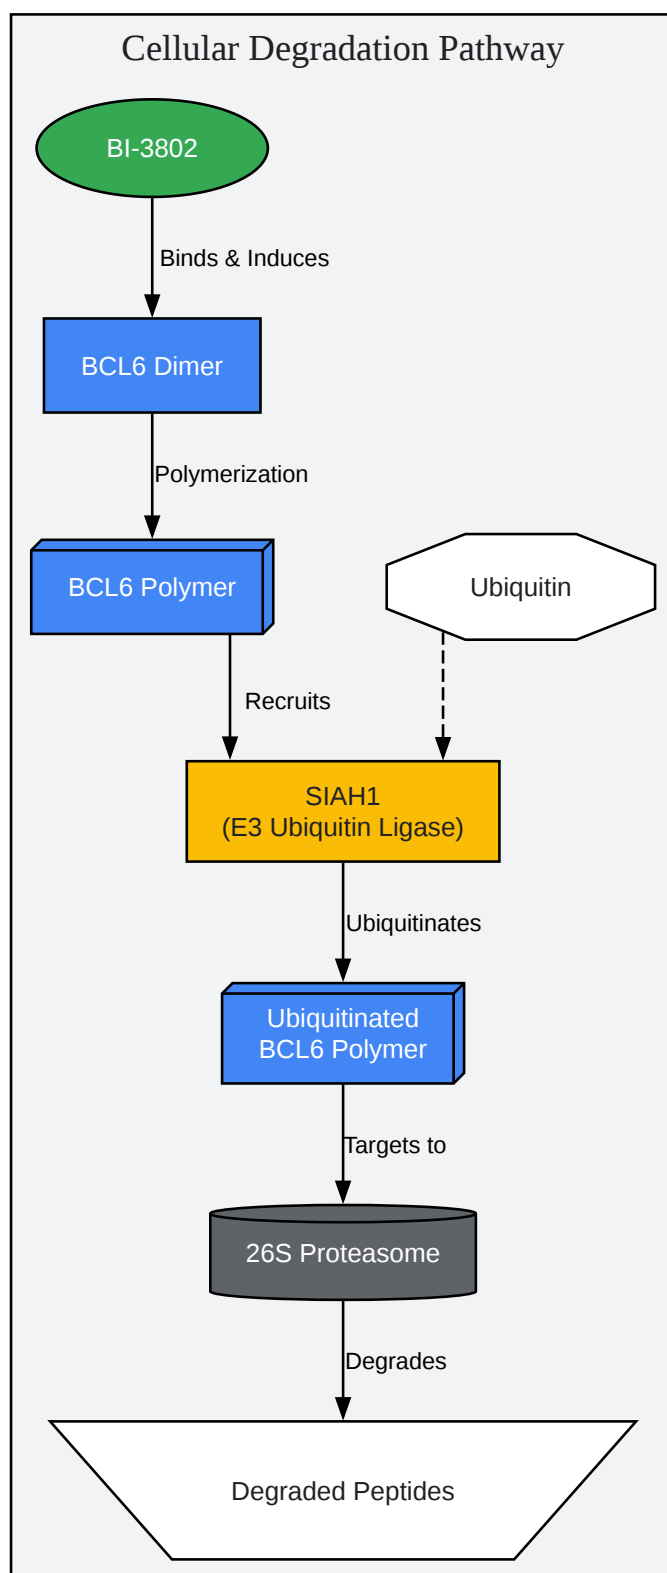 Cellular Degradation Pathway
BI-3802
Binds & Induces
BCL6 Dimer
Polymerization
BCL6 Polymer
Ubiquitin
Recruits
SIAH1
(E3 Ubiquitin Ligase)
Ubiquitinates
Ubiquitinated
BCL6 Polymer
Targets to
26S Proteasome
Degrades
Degraded Peptides